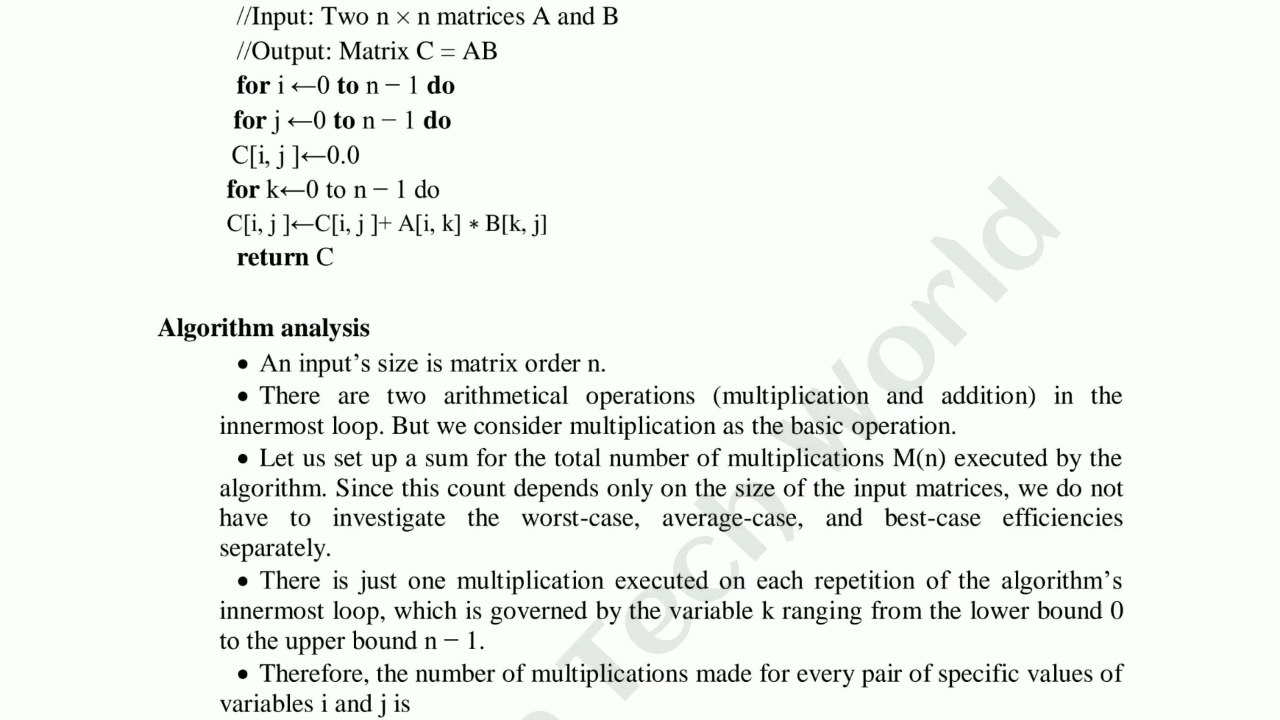 //Input: Two n × n matrices A and B
//Output: Matrix C = AB
for i ←0 to n − 1 do
for j ←0 to n − 1 do
C[i, j ]←0.0
for k←0 to n − 1 do
C[i, j ]←C[i, j ]+ A[i, k] ∗ B[k, j]
return C
Algorithm analysis
• An input’s size is matrix order n.
• There are two arithmetical operations (multiplication and addition) in the
innermost loop. But we consider multiplication as the basic operation.
• Let us set up a sum for the total number of multiplications M(n) executed by the
algorithm. Since this count depends only on the size of the input matrices, we do not
have to investigate the worst-case, average-case, and best-case efficiencies
separately.
• There is just one multiplication executed on each repetition of the algorithm’s
innermost loop, which is governed by the variable k ranging from the lower bound 0
to the upper bound n − 1.
• Therefore, the number of multiplications made for every pair of specific values of
variables i and j is
Tech World